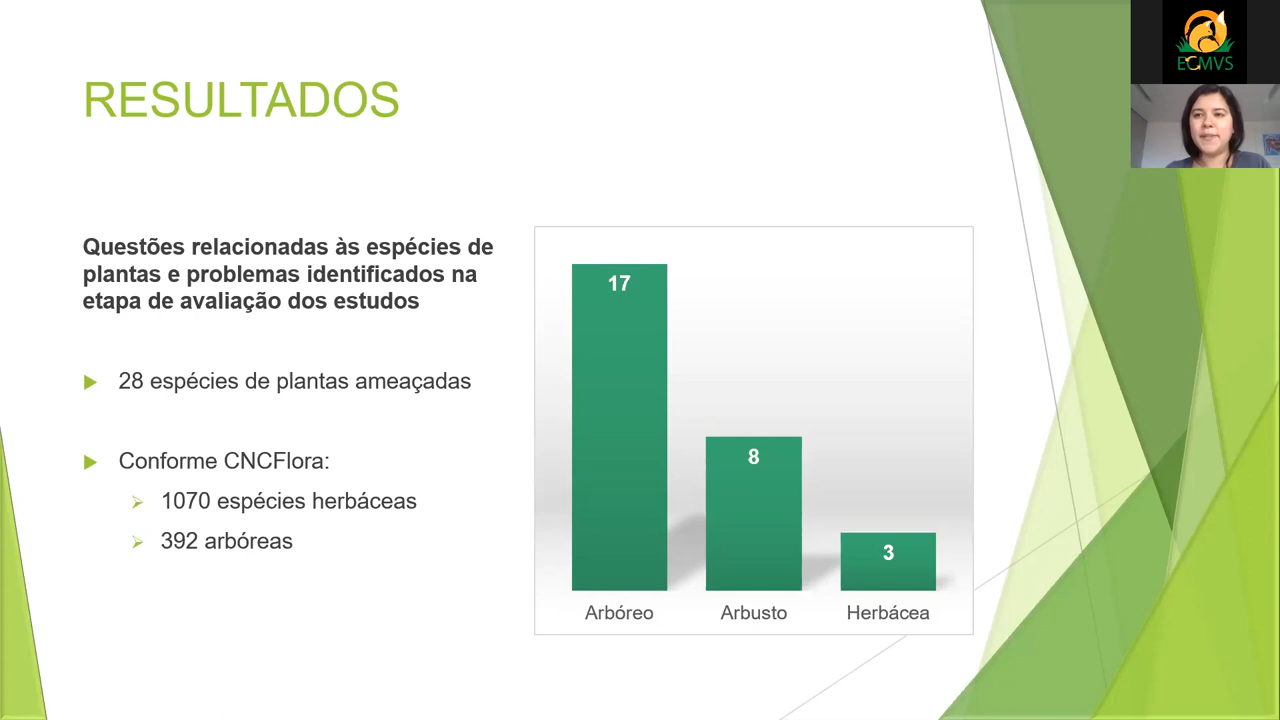 RESULTADOS
ECMVS
Questões relacionadas às espécies de
plantas e problemas identificados na
etapa de avaliação dos estudos
28 espécies de plantas ameaçadas
Conforme CNCFlora:
1070 espécies herbáceas
392 arbóreas
17
8
3
Arbóreo
Arbusto
Herbácea